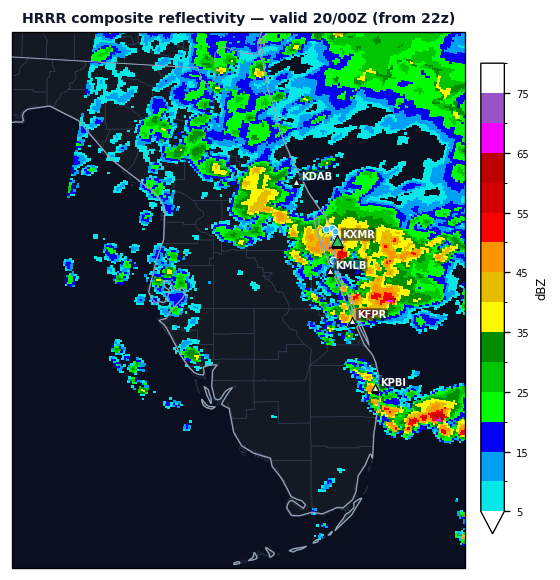 HRRR composite reflectivity — valid 20/00Z (from 22z)
KDAB
KXMR
KMLB
KFPR
KPBI
75
65
55
45
35
25
15
5
dBZ